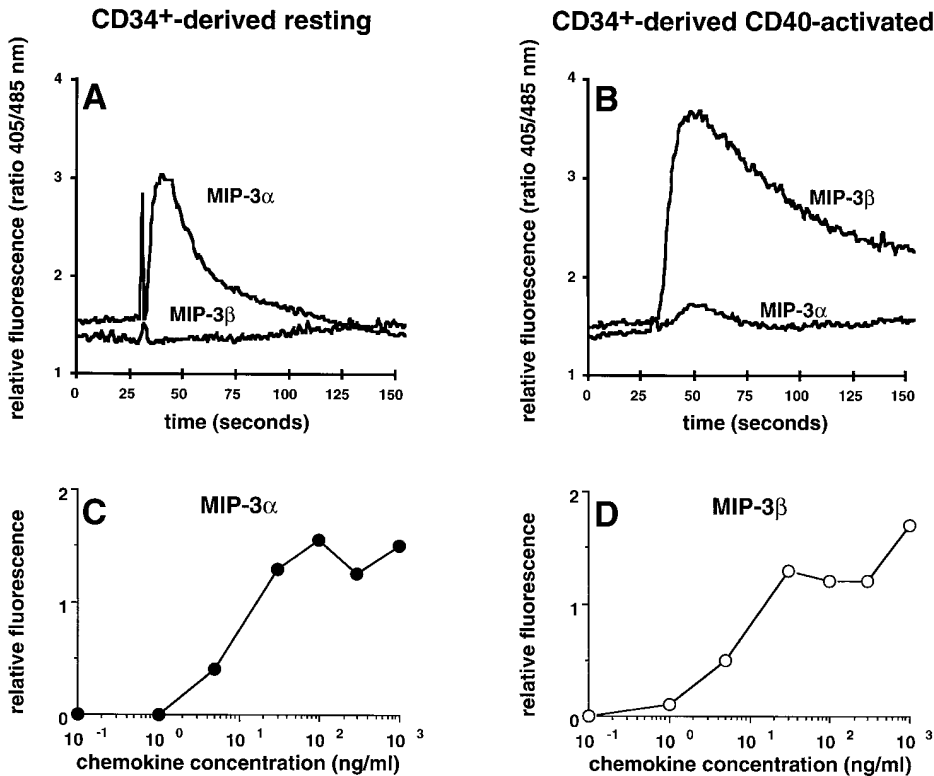 CD34+-derived resting
CD34+-derived CD40-activated
relative fluorescence (ratio 405/485 nm)
4
3
2
1
A
MIP-3α
MIP-3β
0 25 50 75 100 125 150
time (seconds)
relative fluorescence (ratio 405/485 nm)
4
3
2
1
B
MIP-3β
MIP-3α
0 25 50 75 100 125 150
time (seconds)
relative fluorescence
2
1
0
C
MIP-3α
10 -1 10 0 10 1 10 2 10 3
chemokine concentration (ng/ml)
relative fluorescence
2
1
0
D
MIP-3β
10 -1 10 0 10 1 10 2 10 3
chemokine concentration (ng/ml)